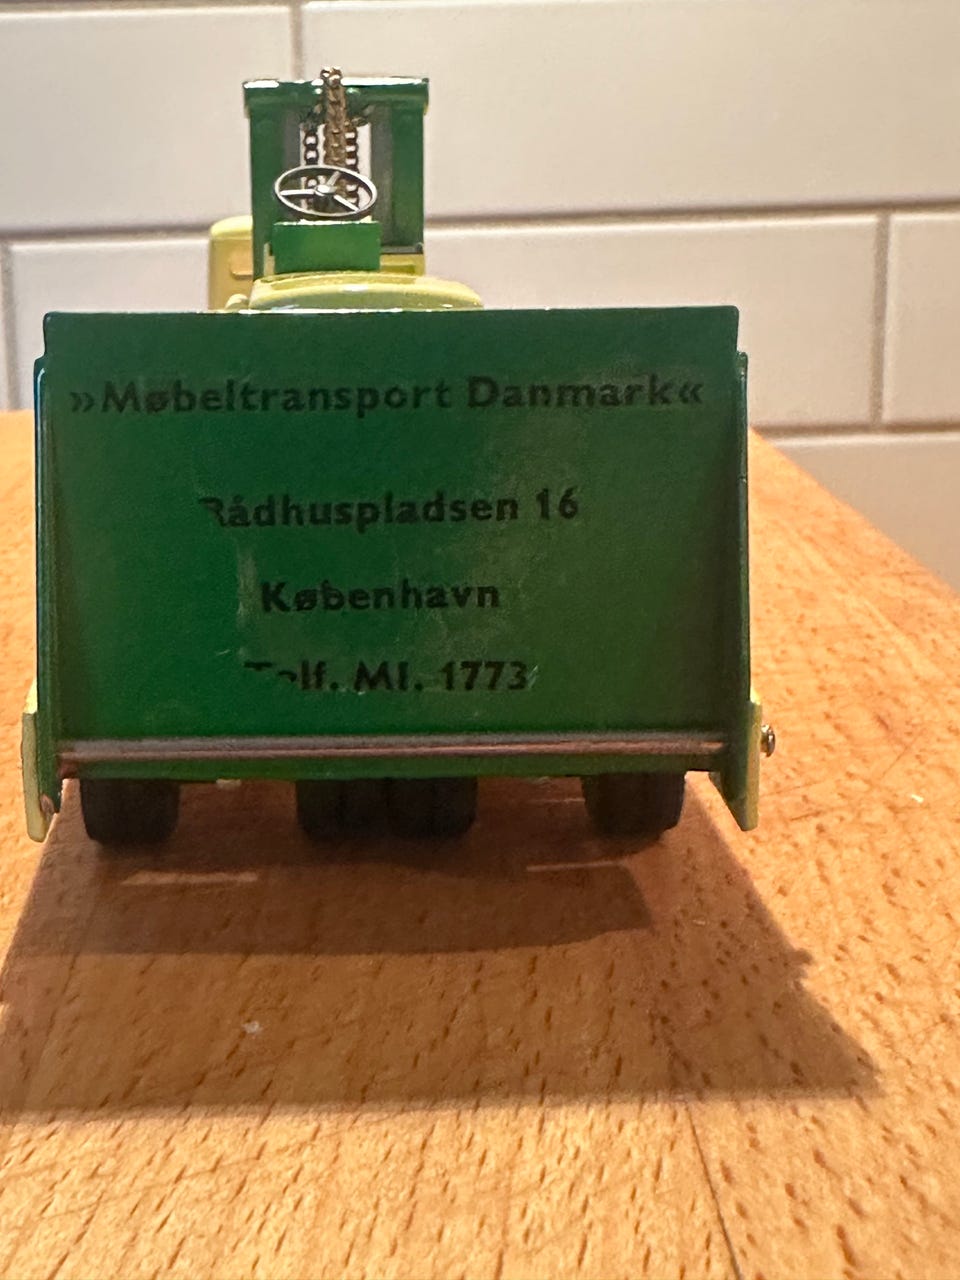 »Møbeltransport Danmark«
Rådhuspladsen 16
København
Telf. MI. 1773